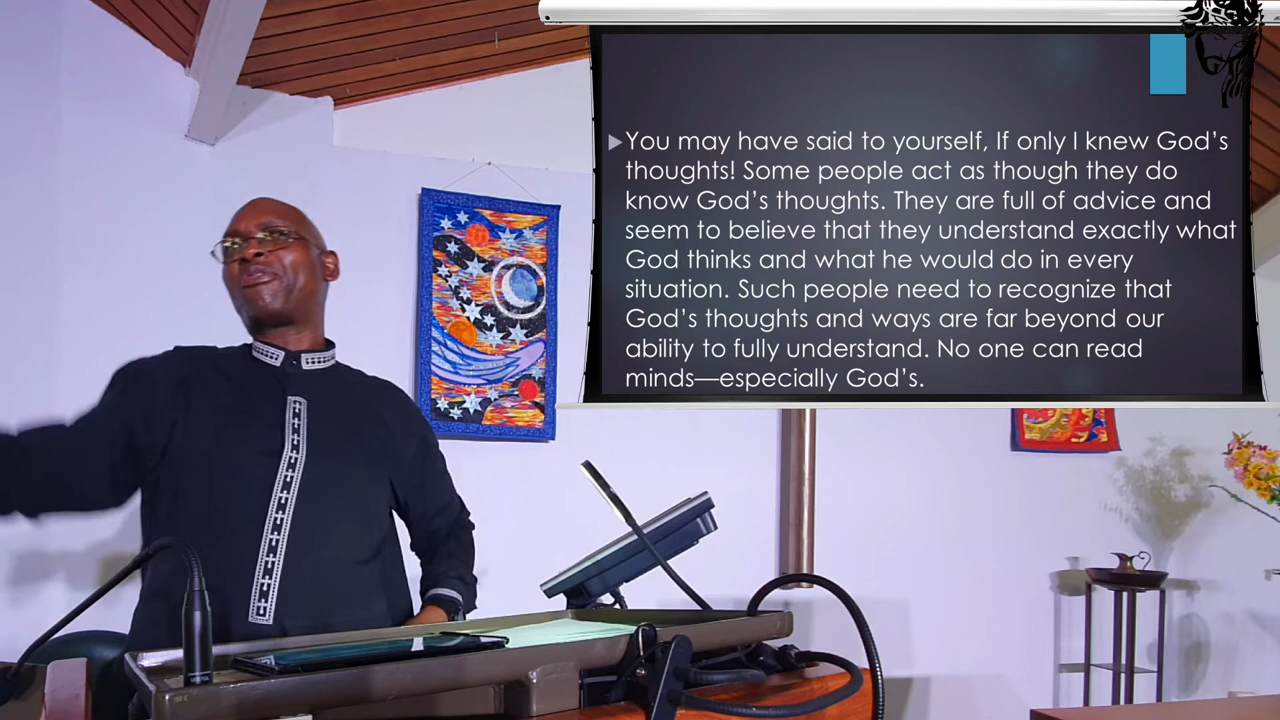 You may have said to yourself, If only I knew God's
thoughts! Some people act as though they do
know God's thoughts. They are full of advice and
seem to believe that they understand exactly what
God thinks and what he would do in every
situation. Such people need to recognize that
God's thoughts and ways are far beyond our
ability to fully understand. No one can read
minds—especially God's.